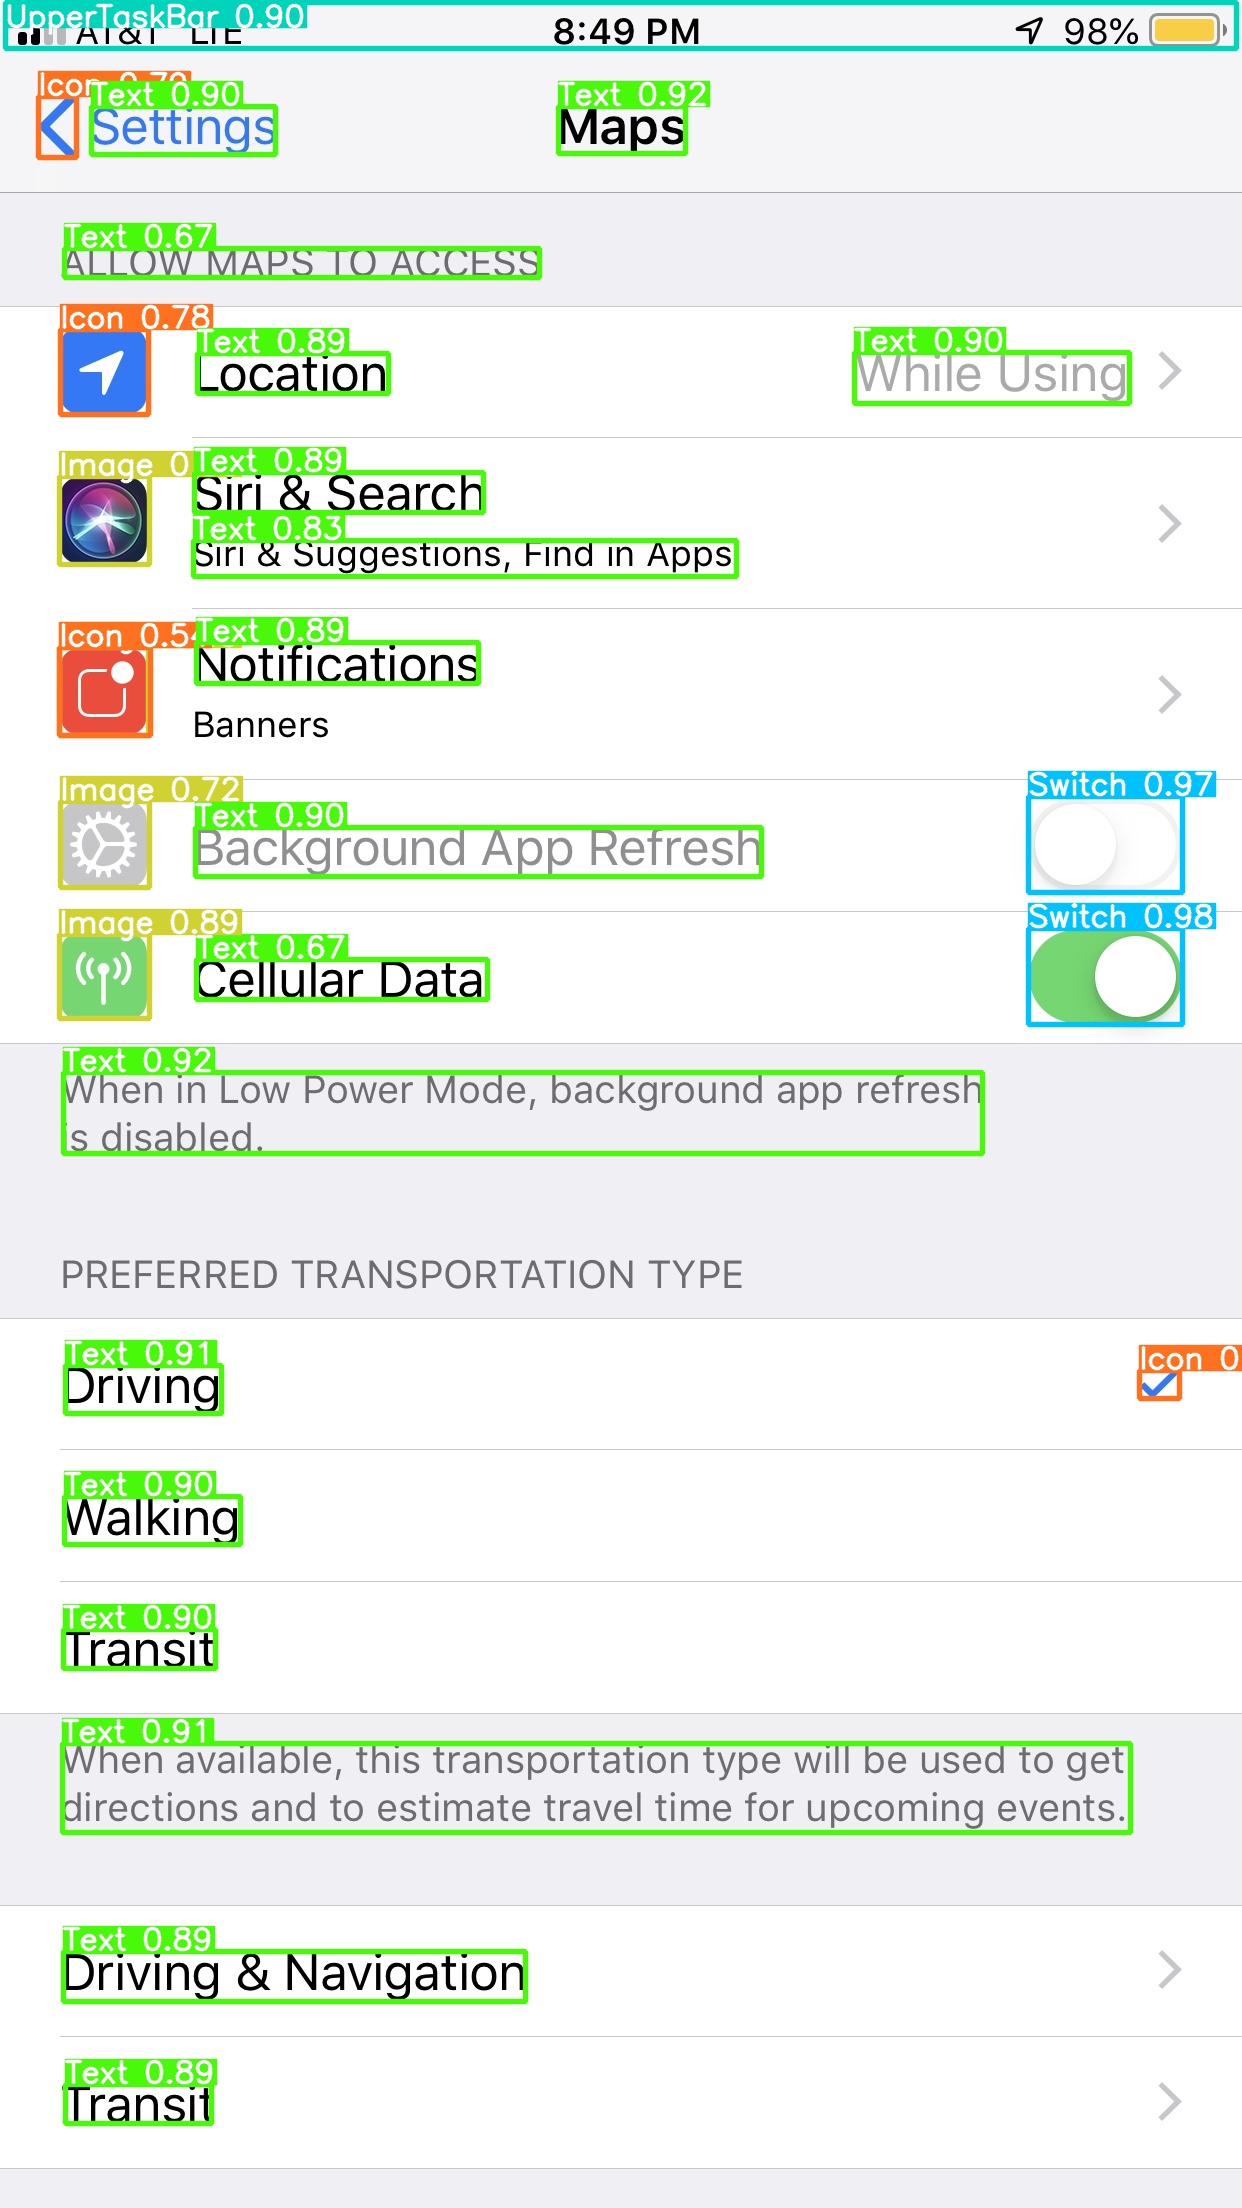 UpperTaskBar 0.90
AT&T LTE 8:49 PM 98%
Icon 0.79
Text 0.90 Text 0.92
Settings Maps
Text 0.67
ALLOW MAPS TO ACCESS
Icon 0.78 Text 0.89 Text 0.90
Location While Using
Image 0 Text 0.89
Siri & Search
Text 0.83
Siri & Suggestions, Find in Apps
Icon 0.54 Text 0.89
Notifications
Banners
Image 0.72 Text 0.90 Switch 0.97
Background App Refresh
Image 0.89 Text 0.67 Switch 0.98
Cellular Data
Text 0.92
When in Low Power Mode, background app refresh
is disabled.
PREFERRED TRANSPORTATION TYPE
Text 0.91 Icon 0
Driving
Text 0.90
Walking
Text 0.90
Transit
Text 0.91
When available, this transportation type will be used to get
directions and to estimate travel time for upcoming events.
Text 0.89
Driving & Navigation
Text 0.89
Transit